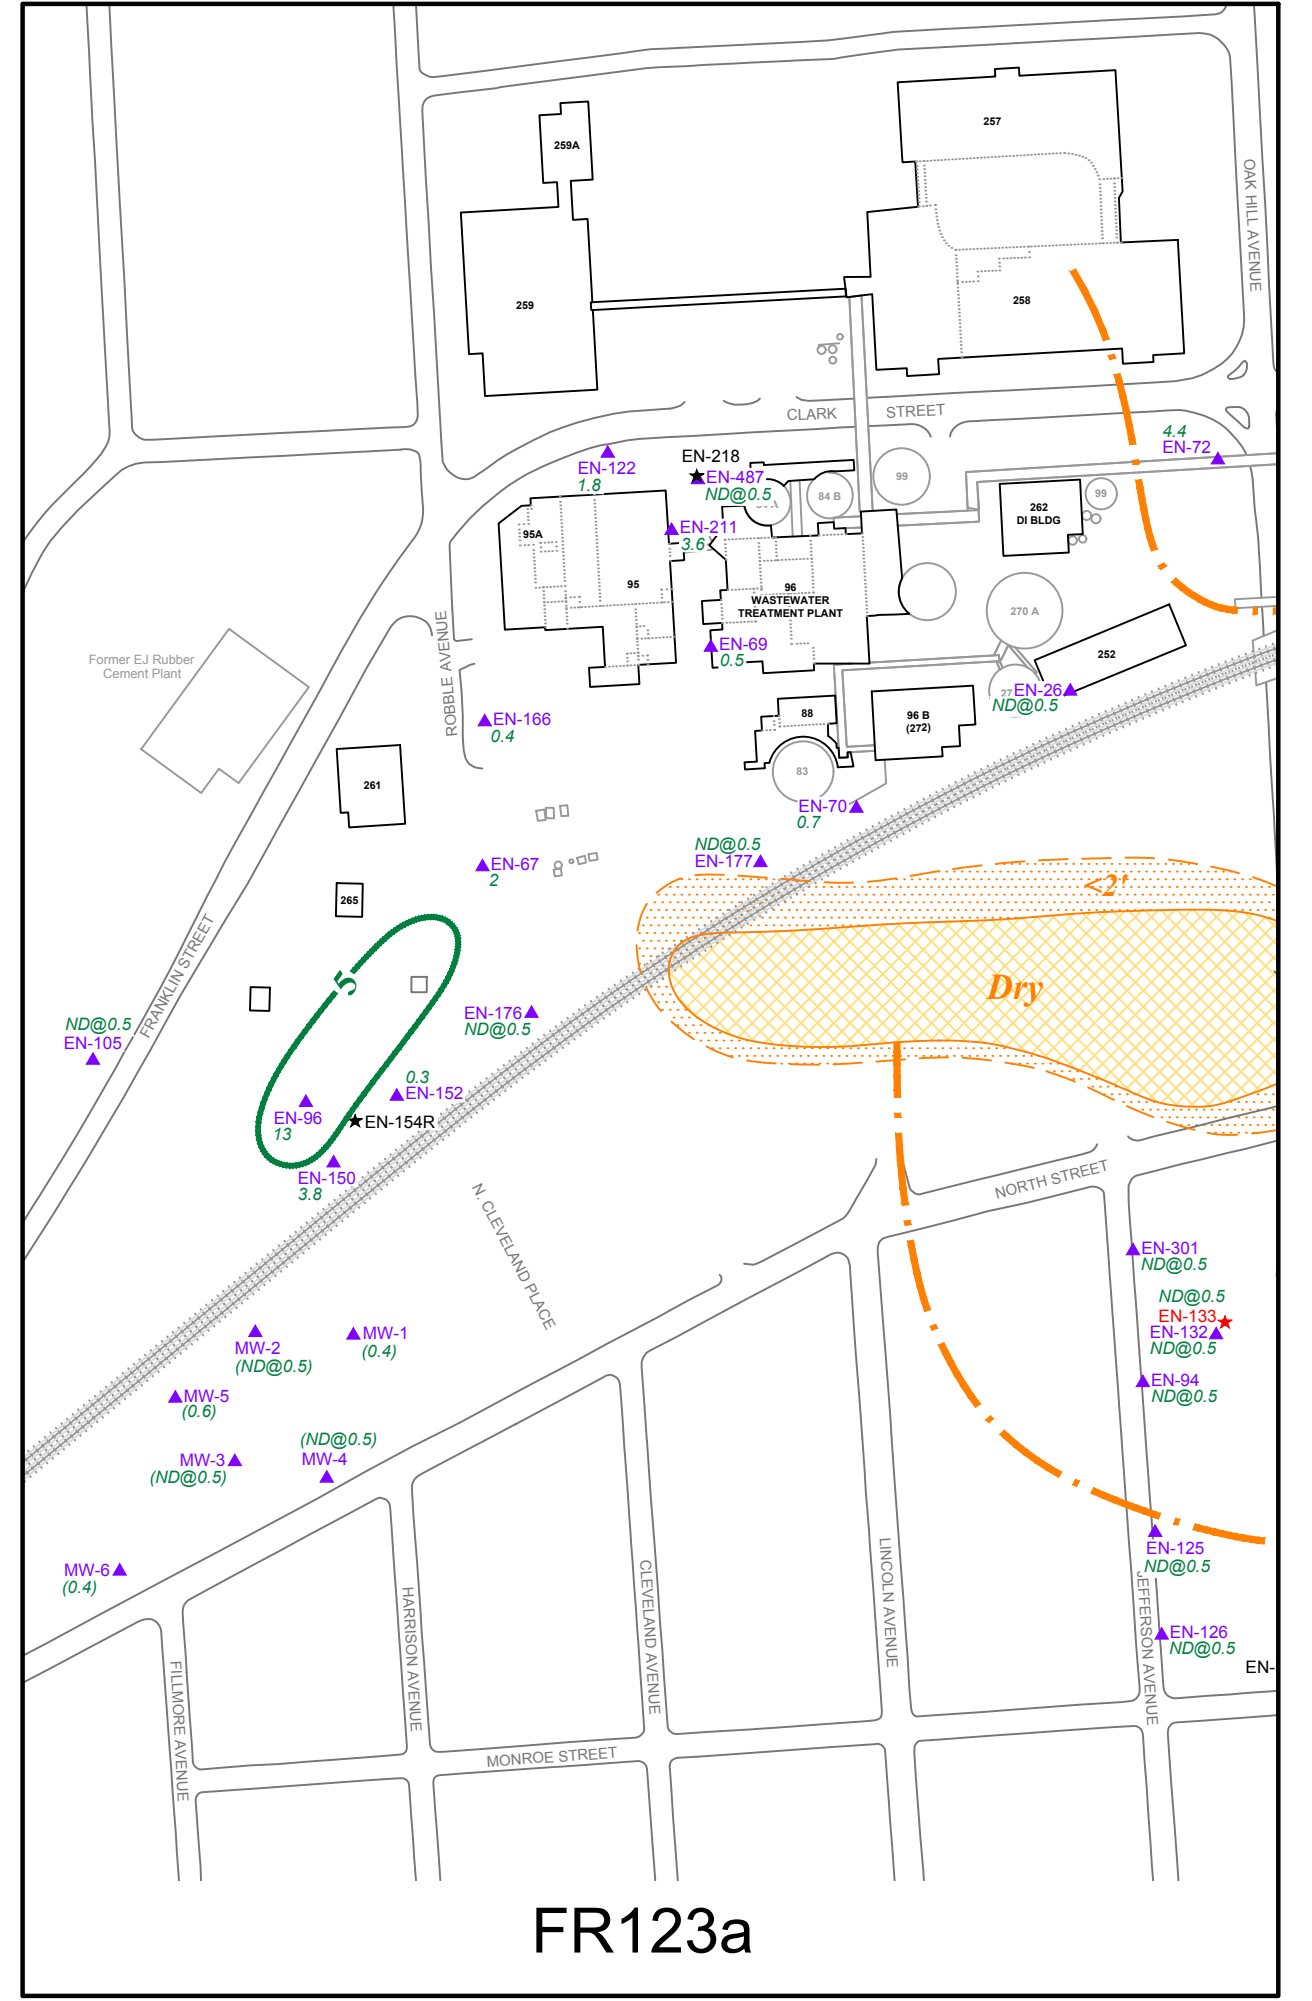 257
259A
OAK HILL AVENUE
259
258
CLARK STREET
4.4
EN-72
EN-218
EN-122
1.8
EN-487
ND@0.5
84 B
99
99
262
DI BLDG
95A
EN-211
3.6
95
96
WASTEWATER
TREATMENT PLANT
270 A
ROBBLE AVENUE
EN-69
0.5
252
Former EJ Rubber
Cement Plant
EN-26
ND@0.5
EN-166
0.4
88
96 B
(272)
261
83
EN-70
0.7
ND@0.5
EN-177
EN-67
2
<2'
265
FRANKLIN STREET
5
Dry
ND@0.5
EN-105
EN-176
ND@0.5
0.3
EN-152
EN-96
13
EN-154R
EN-150
3.8
NORTH STREET
N. CLEVELAND PLACE
EN-301
ND@0.5
ND@0.5
EN-133
EN-132
ND@0.5
MW-2
(ND@0.5)
MW-1
(0.4)
EN-94
ND@0.5
MW-5
(0.6)
(ND@0.5)
MW-4
MW-3
(ND@0.5)
EN-125
ND@0.5
MW-6
(0.4)
HARRISON AVENUE
CLEVELAND AVENUE
LINCOLN AVENUE
JEFFERSON AVENUE
EN-126
ND@0.5
EN-
FILLMORE AVENUE
MONROE STREET
FR123a